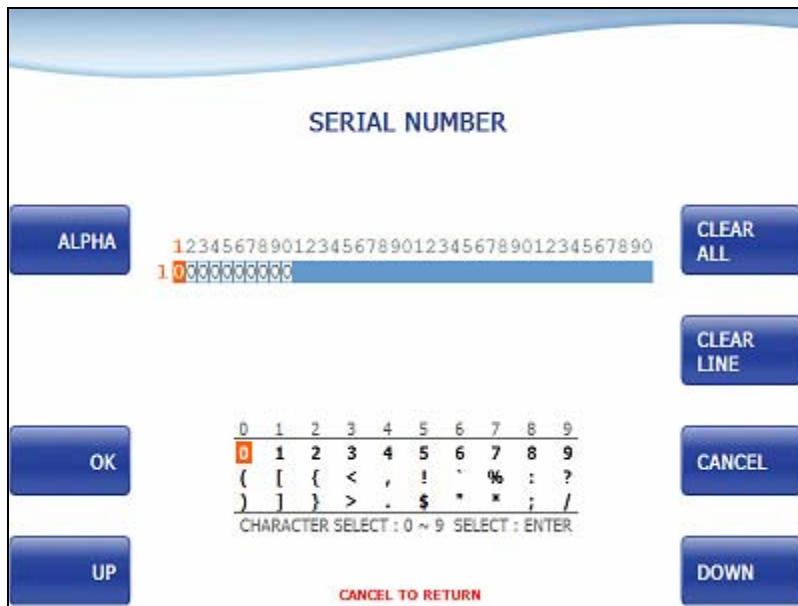 SERIAL NUMBER
ALPHA
CLEAR
ALL
1234567890123456789012345678901234567890
1 0000000000
CLEAR
LINE
0 1 2 3 4 5 6 7 8 9
0 1 2 3 4 5 6 7 8 9
OK
( [ { < , ! ` % : ?
CANCEL
) ] } > . $ " * ; /
CHARACTER SELECT : 0 ~ 9 SELECT : ENTER
UP
DOWN
CANCEL TO RETURN